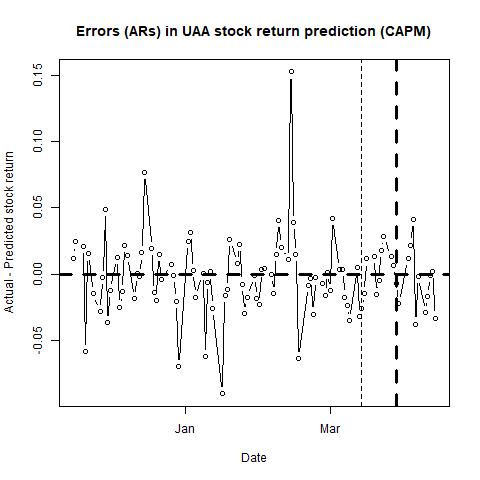 Errors (ARs) in UAA stock return prediction (CAPM)
Actual - Predicted stock return
0.15
0.10
0.05
0.00
-0.05
Jan
Mar
Date